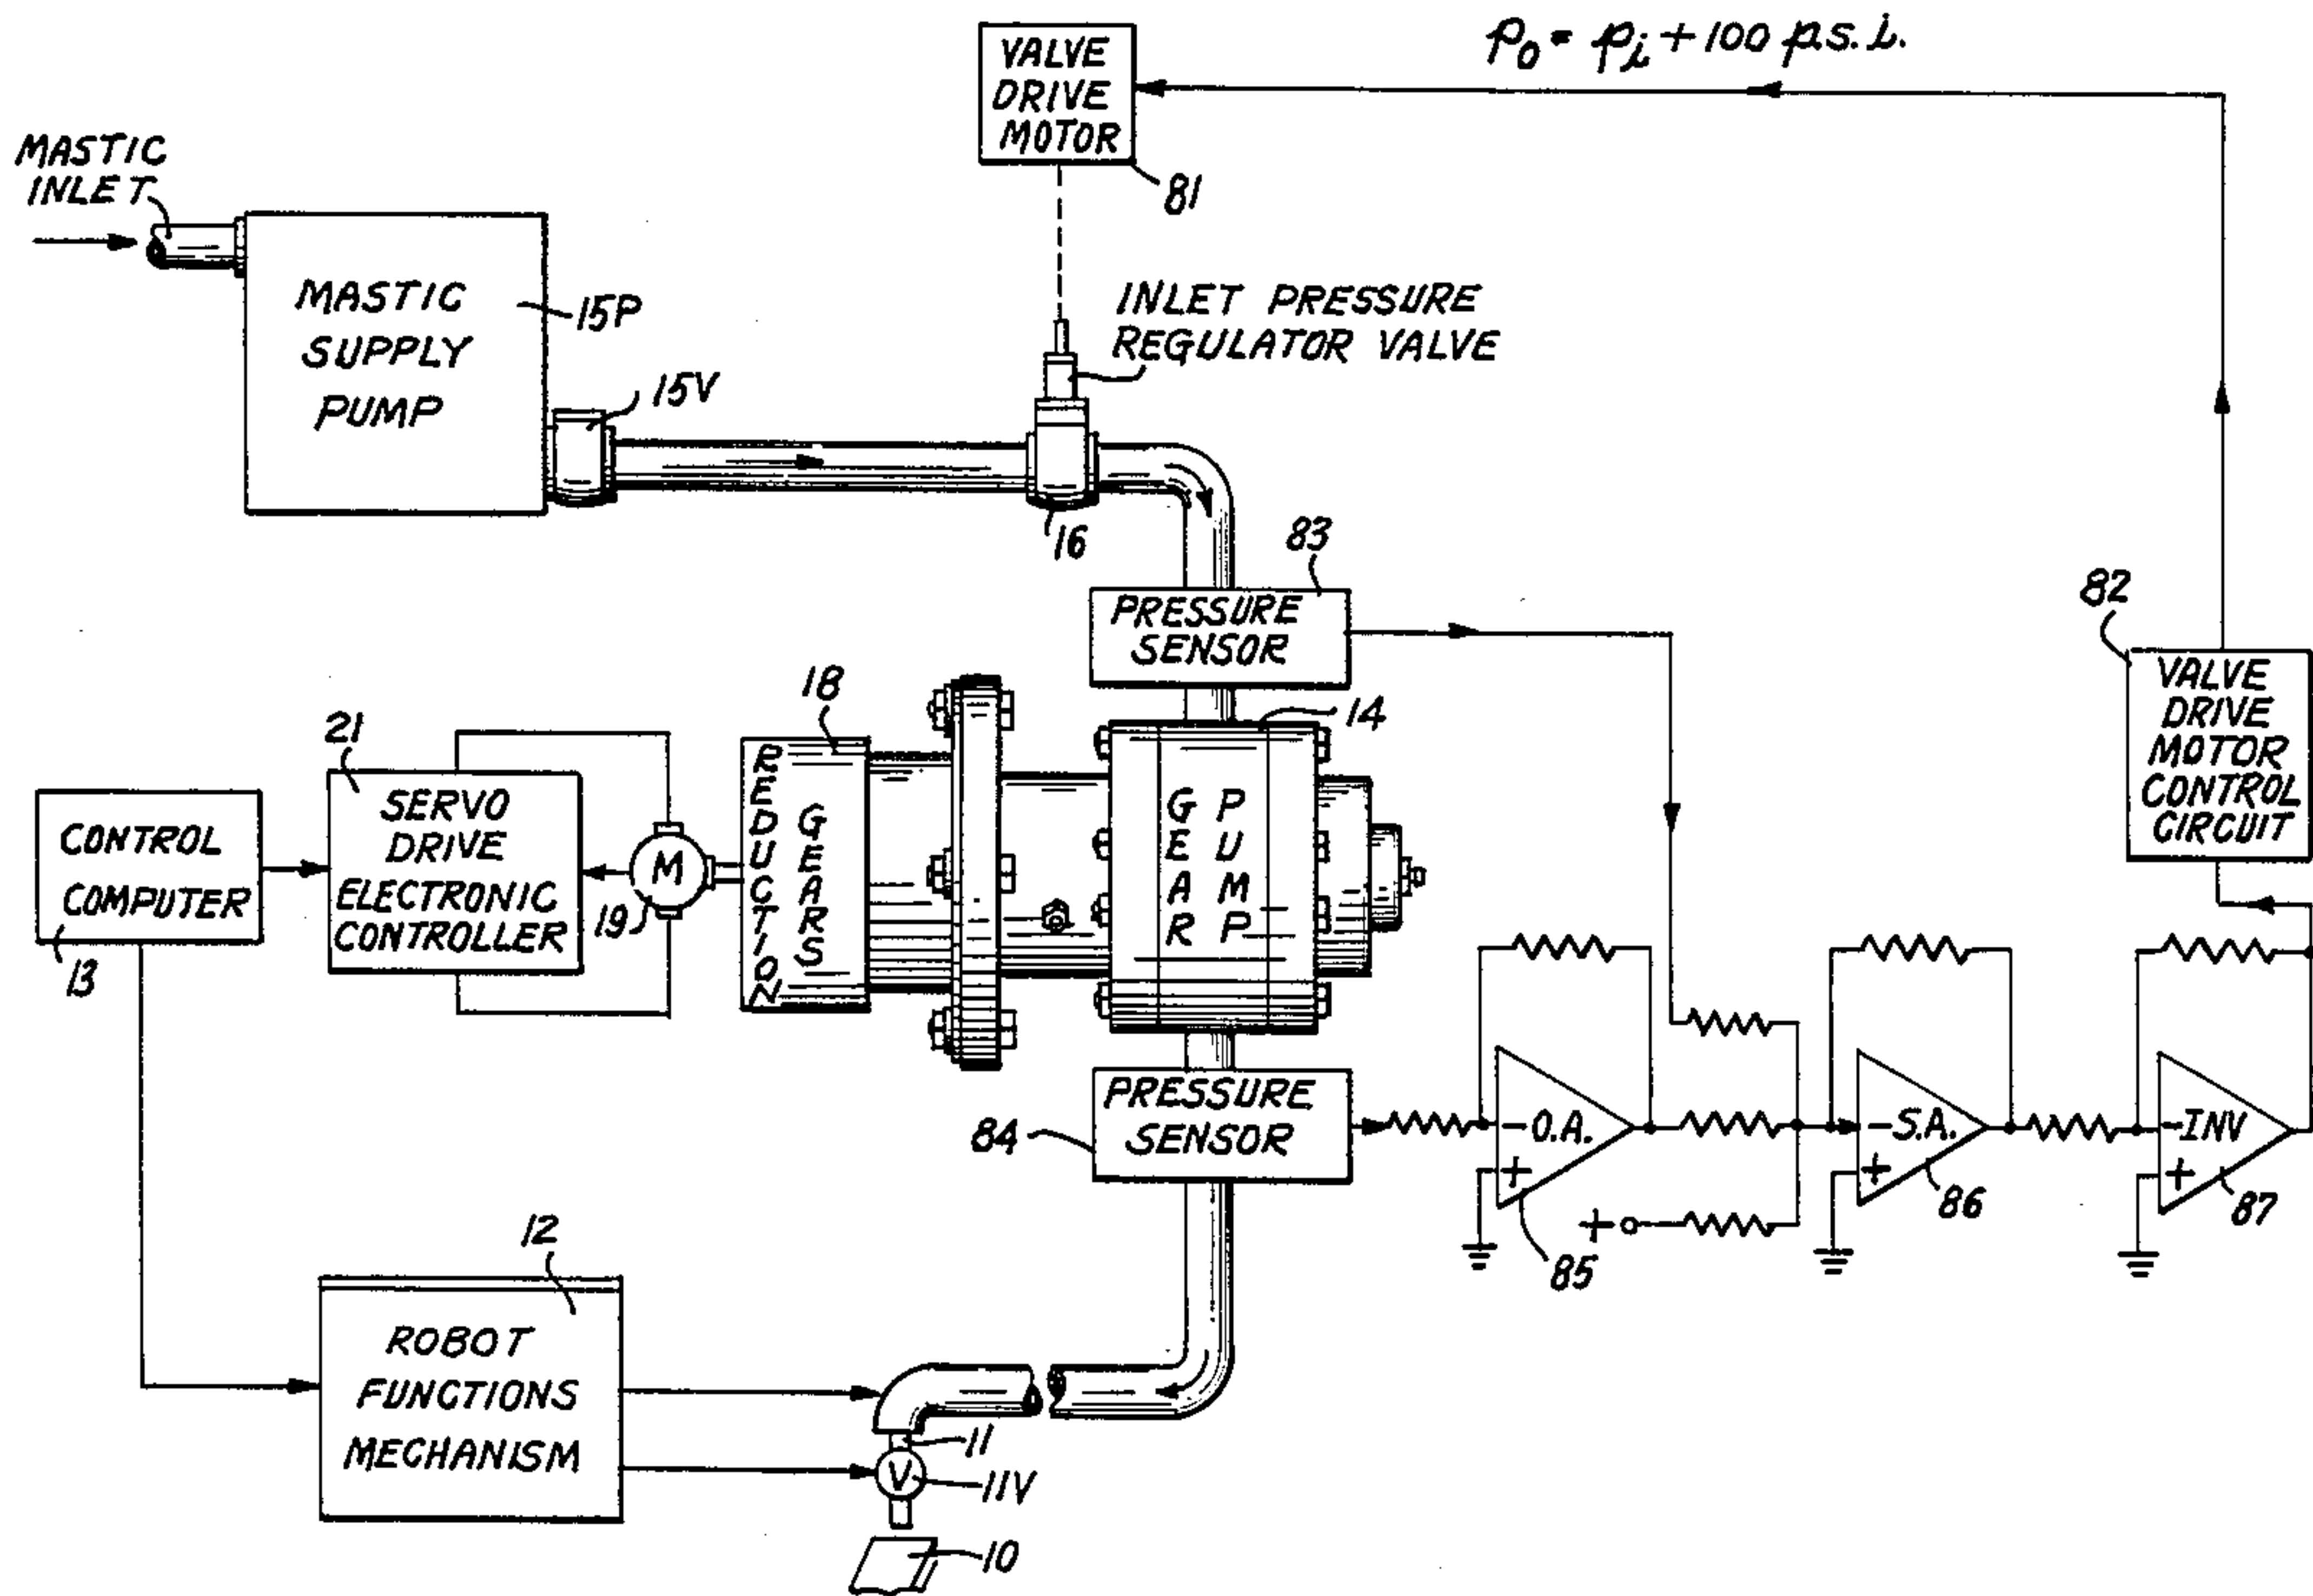 VALVE
DRIVE
MOTOR
81
p₀ = pᵢ + 100 p.s.i.
MASTIC
INLET
MASTIC
SUPPLY
PUMP
15P
15V
INLET PRESSURE
REGULATOR VALVE
16
83
PRESSURE
SENSOR
82
VALVE
DRIVE
MOTOR
CONTROL
CIRCUIT
21
SERVO
DRIVE
ELECTRONIC
CONTROLLER
CONTROL
COMPUTER
13
M
19
18
REDUCTION
GEARS
14
GEAR
PUMP
84
PRESSURE
SENSOR
-O.A.
+
85
+
-S.A.
+
86
-INV
+
87
12
ROBOT
FUNCTIONS
MECHANISM
11
V
11V
10